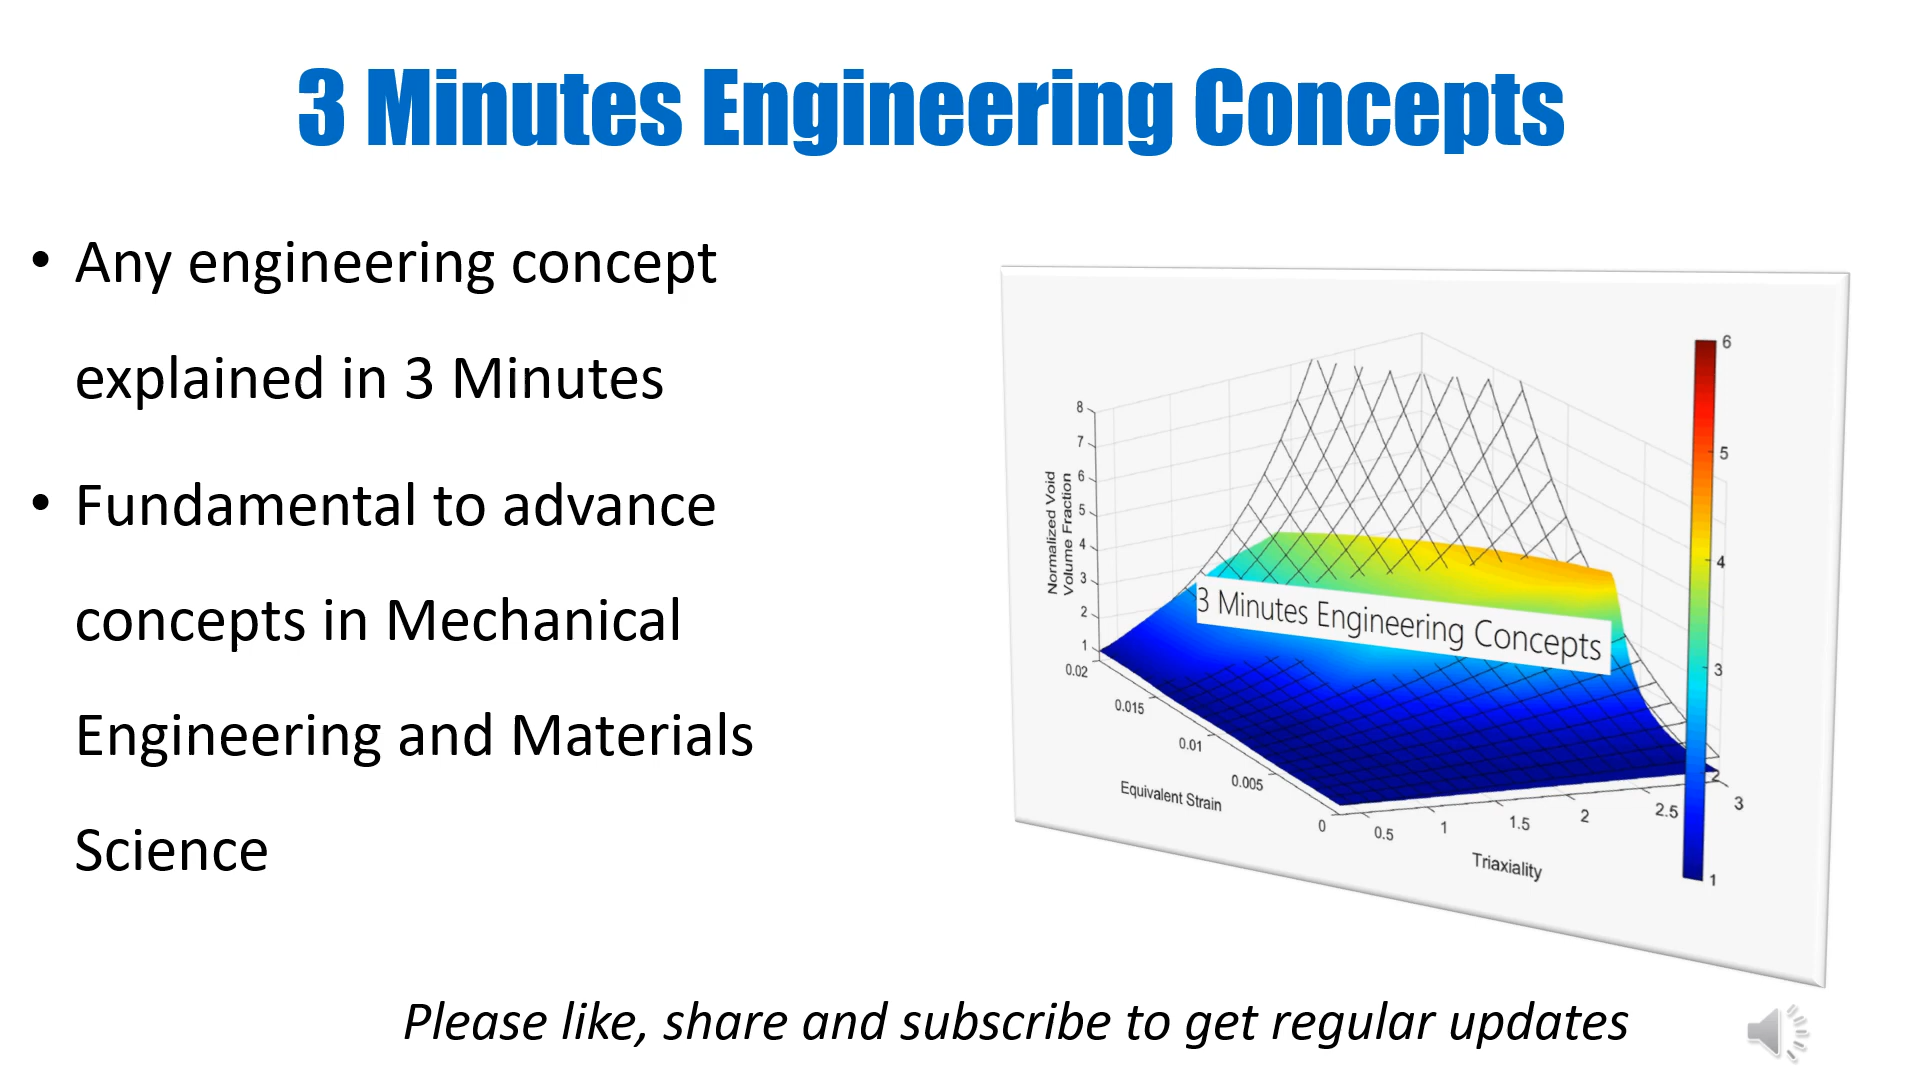 3 Minutes Engineering Concepts
• Any engineering concept
explained in 3 Minutes
• Fundamental to advance
concepts in Mechanical
Engineering and Materials
Science
Normalized Void
Volume Fraction
8
7
6
5
4
3
2
1
0.02
0.015
0.01
0.005
0
Equivalent Strain
0.5
1
1.5
2
2.5
3
Triaxiality
3 Minutes Engineering Concepts
6
5
4
3
2
1
Please like, share and subscribe to get regular updates